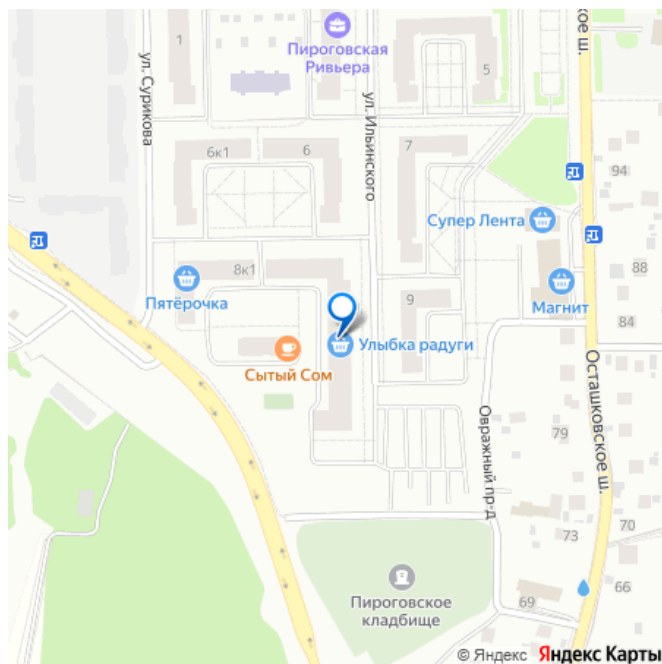 1
Пироговская
Ривьера
5
кое ш.
ул. Сурикова
ул. Ильинского
6к1
6
7
94
Супер Лента
88
8к1
Пятёрочка
9
Магнит
84
Улыбка радуги
Сытый Сом
Осташковское ш.
Овражный пр-д
79
73
70
66
69
Пироговское
кладбище
© Яндекс Яндекс Карты